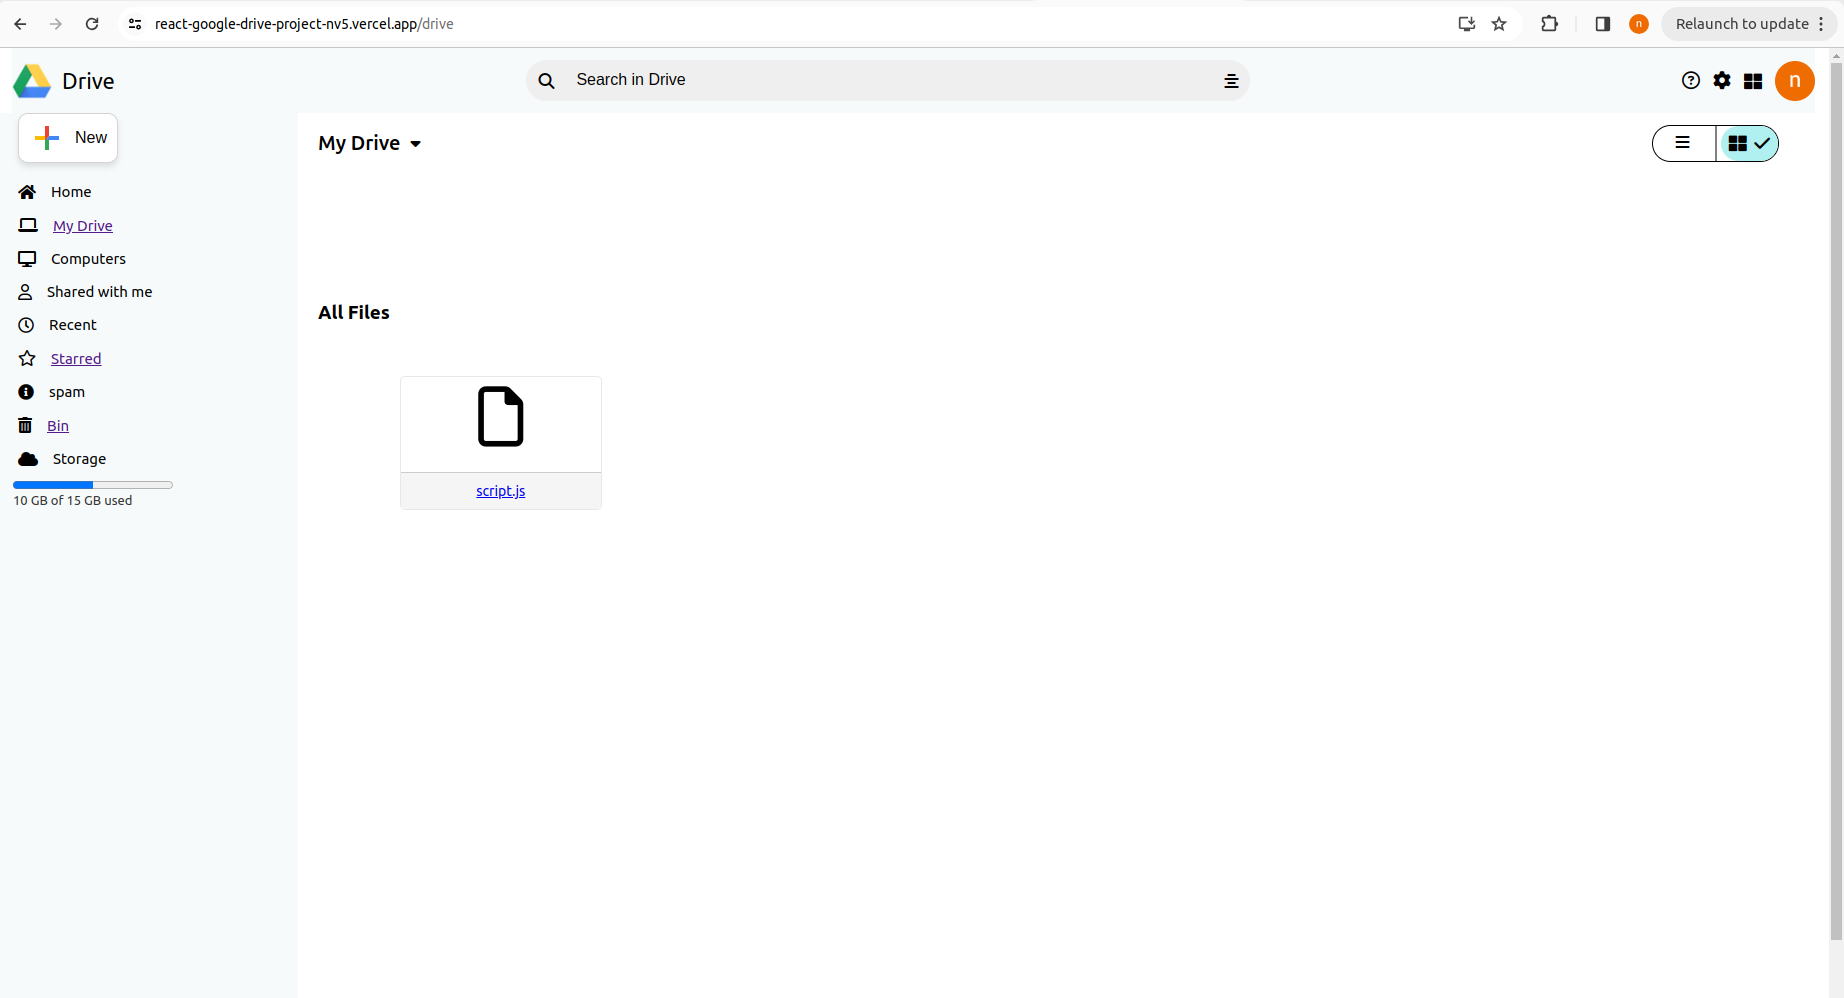 react-google-drive-project-nv5.vercel.app/drive
n
Relaunch to update
Drive
Search in Drive
n
New
My Drive
Home
My Drive
Computers
Shared with me
Recent
All Files
Starred
spam
Bin
Storage
10 GB of 15 GB used
script.js